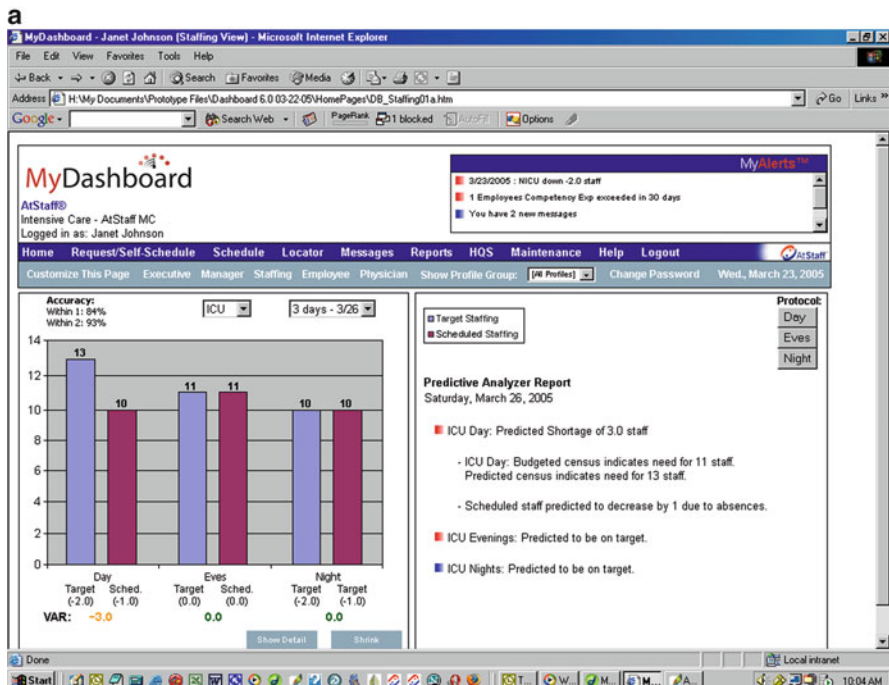 a
MyDashboard - Janet Johnson [Staffing View] - Microsoft Internet Explorer
File Edit View Favorites Tools Help
Back Search Favorites Media
Address H:\My Documents\Prototype Files\Dashboard 6.0 03-22-05\HomePages\DB_Staffing01a.htm Go Links »
Google Search Web PageRank 1 blocked AutoFill Options
MyDashboard
MyAlerts™
3/23/2005 : NICU down -2.0 staff
1 Employees Competency Exp exceeded in 30 days
You have 2 new messages
AtStaff®
Intensive Care - AtStaff MC
Logged in as: Janet Johnson
Home Request/Self-Schedule Schedule Locator Messages Reports HQS Maintenance Help Logout AtStaff
Customize This Page Executive Manager Staffing Employee Physician Show Profile Group: [All Profiles] Change Password Wed., March 23, 2005
Accuracy:
Within 1: 84%
Within 2: 93%
ICU 3 days - 3/26
14
12
10
8
6
4
2
0
13 10 11 11 10 10
Day Eves Night
Target Sched. Target Sched. Target Target
(-2.0) (-1.0) (0.0) (0.0) (-2.0) (-1.0)
VAR: -3.0 0.0 0.0
Show Detail Shrink
Target Staffing
Scheduled Staffing
Protocol:
Day
Eves
Night
Predictive Analyzer Report
Saturday, March 26, 2005
ICU Day: Predicted Shortage of 3.0 staff
- ICU Day: Budgeted census indicates need for 11 staff.
Predicted census indicates need for 13 staff.
- Scheduled staff predicted to decrease by 1 due to absences.
ICU Evenings: Predicted to be on target.
ICU Nights: Predicted to be on target.
Done Local intranet
Start T... W... M... M... A... 10:04 AM